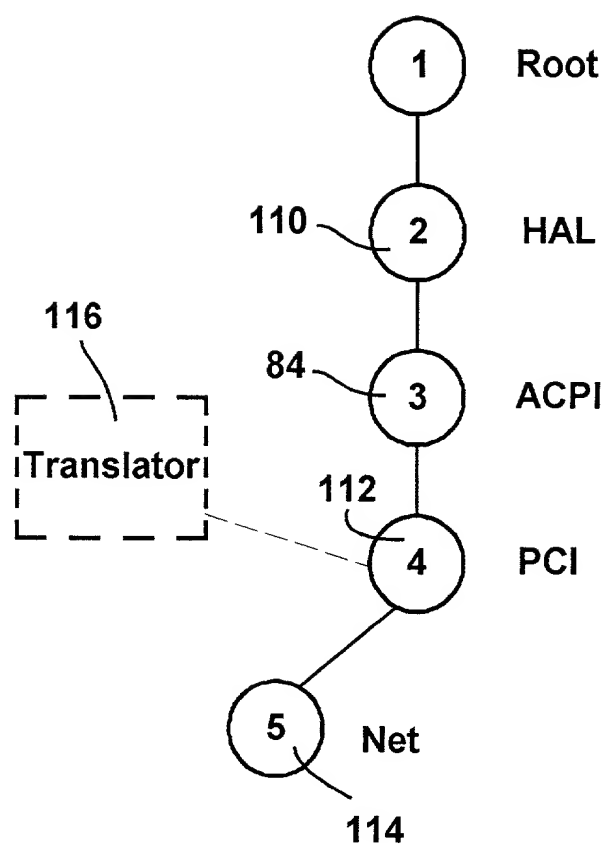 1 Root
110 2 HAL
116
84 3 ACPI
Translator
112
4 PCI
5 Net
114